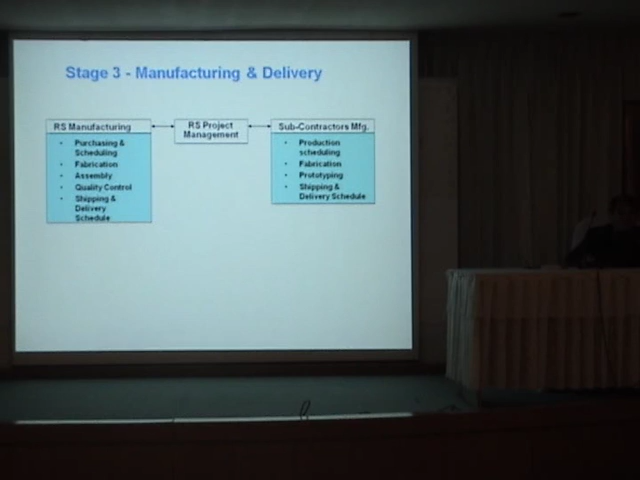 Stage 3 - Manufacturing & Delivery
RS Manufacturing
• Purchasing &
Scheduling
• Fabrication
• Assembly
• Quality Control
• Shipping &
Delivery
Schedule
RS Project
Management
Sub-Contractors Mfg.
• Production
scheduling
• Fabrication
• Prototyping
• Shipping &
Delivery Schedule